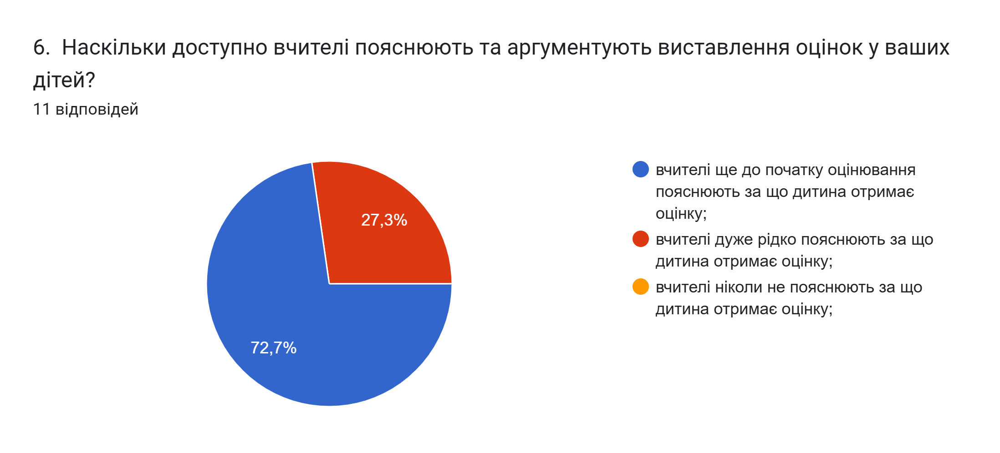 6.  Наскільки доступно вчителі пояснюють та аргументують виставлення оцінок у ваших
дітей?
11 відповідей
27,3%
72,7%
вчителі ще до початку оцінювання
пояснюють за що дитина отримає
оцінку;
вчителі дуже рідко пояснюють за що
дитина отримає оцінку;
вчителі ніколи не пояснюють за що
дитина отримає оцінку;